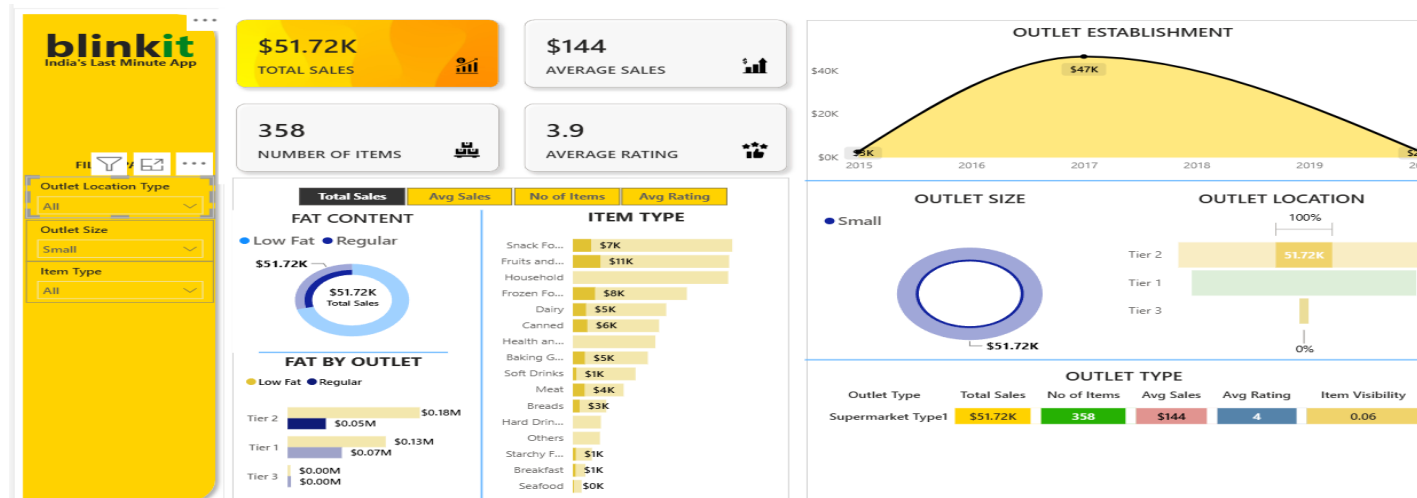 blinkit
India's Last Minute App
Outlet Location Type
All
Outlet Size
Small
Item Type
All
$51.72K
TOTAL SALES
$144
AVERAGE SALES
358
NUMBER OF ITEMS
3.9
AVERAGE RATING
Total Sales
Avg Sales
No of Items
Avg Rating
FAT CONTENT
Low Fat
Regular
$51.72K
$51.72K
Total Sales
FAT BY OUTLET
Low Fat
Regular
Tier 2
$0.18M
$0.05M
Tier 1
$0.13M
$0.07M
Tier 3
$0.00M
$0.00M
ITEM TYPE
Snack Fo... $7K
Fruits and... $11K
Household
Frozen Fo... $8K
Dairy $5K
Canned $6K
Health an...
Baking G... $5K
Soft Drinks $1K
Meat $4K
Breads $3K
Hard Drin...
Others
Starchy F... $1K
Breakfast $1K
Seafood $0K
OUTLET ESTABLISHMENT
$40K
$20K
$0K
$3K
$47K
2015 2016 2017 2018 2019
OUTLET SIZE
Small
$51.72K
OUTLET LOCATION
100%
Tier 2 51.72K
Tier 1
Tier 3
0%
OUTLET TYPE
Outlet Type Total Sales No of Items Avg Sales Avg Rating Item Visibility
Supermarket Type1 $51.72K 358 $144 4 0.06